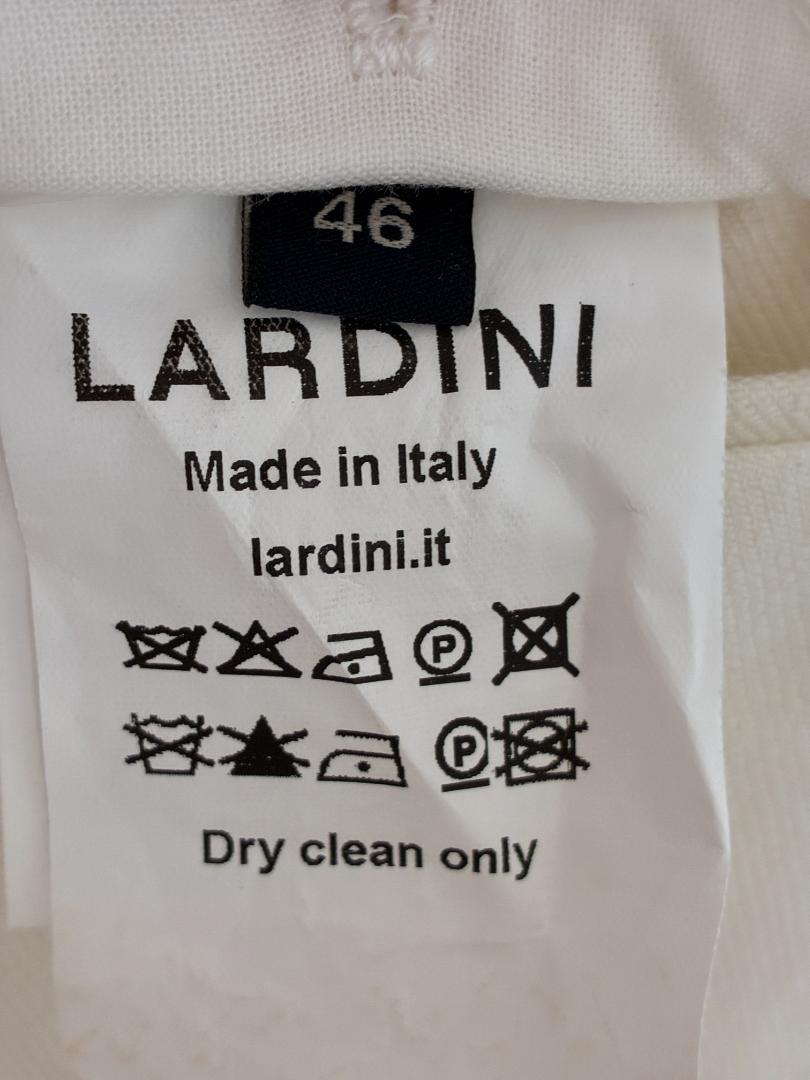 46
LARDINI
Made in Italy
lardini.it
P
P
Dry clean only